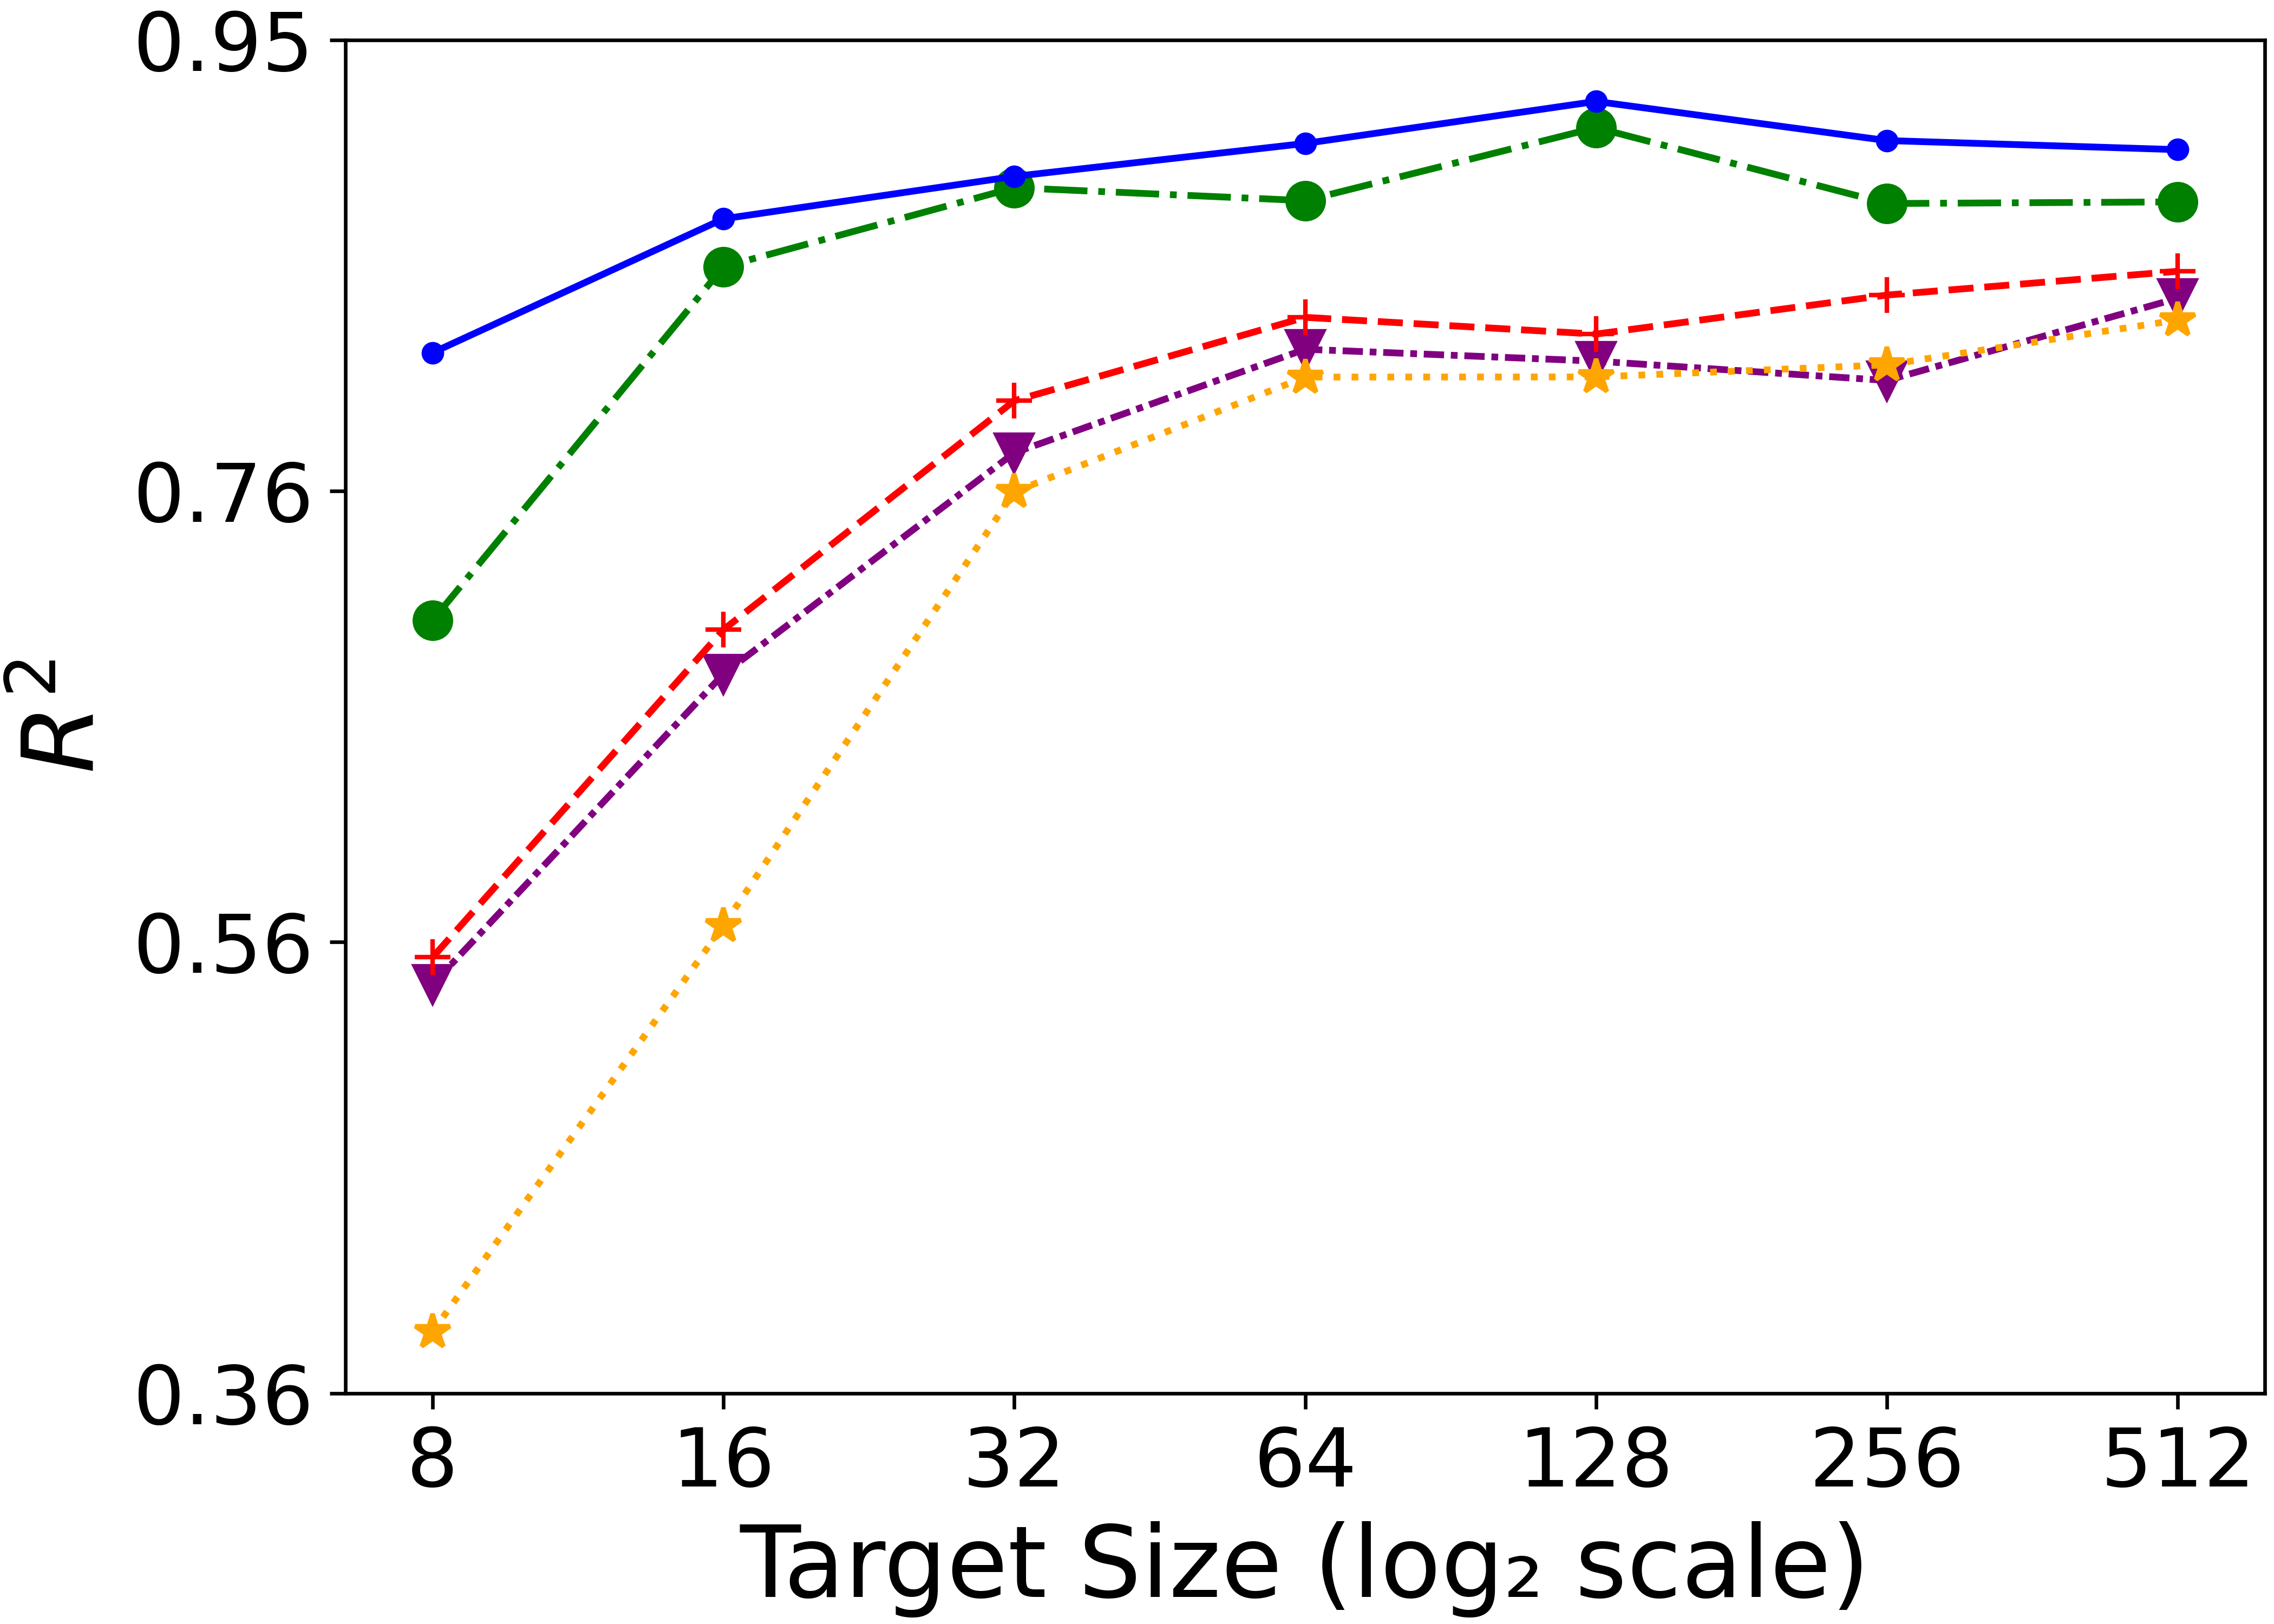 0.95
0.76
0.56
0.36
R²
8 16 32 64 128 256 512
Target Size (log₂ scale)